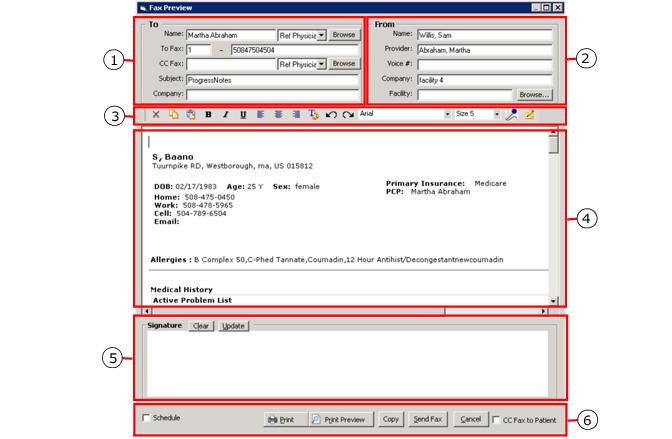 Fax Preview
To
Name: Martha Abraham Ref Physicia Browse
To Fax: 1 - 50847504504
CC Fax: Ref Physicia Browse
Subject: ProgressNotes
Company:
From
Name: Willis, Sam
Provider: Abraham, Martha
Voice #:
Company: facility 4
Facility: Browse...
1
2
3
B I U Arial Size 5
4
S, Baano
Tuurnpike RD, Westborough, ma, US 015812
DOB: 02/17/1983 Age: 25 Y Sex: female
Home: 508-475-0450
Work: 508-478-5965
Cell: 504-789-6504
Email:
Primary Insurance: Medicare
PCP: Martha Abraham
Allergies : B Complex 50,C-Phed Tannate,Coumadin,12 Hour Antihist/Decongestantnewcoumadin
Medical History
Active Problem List
5
Signature Clear Update
6
Schedule Print Print Preview Copy Send Fax Cancel CC Fax to Patient